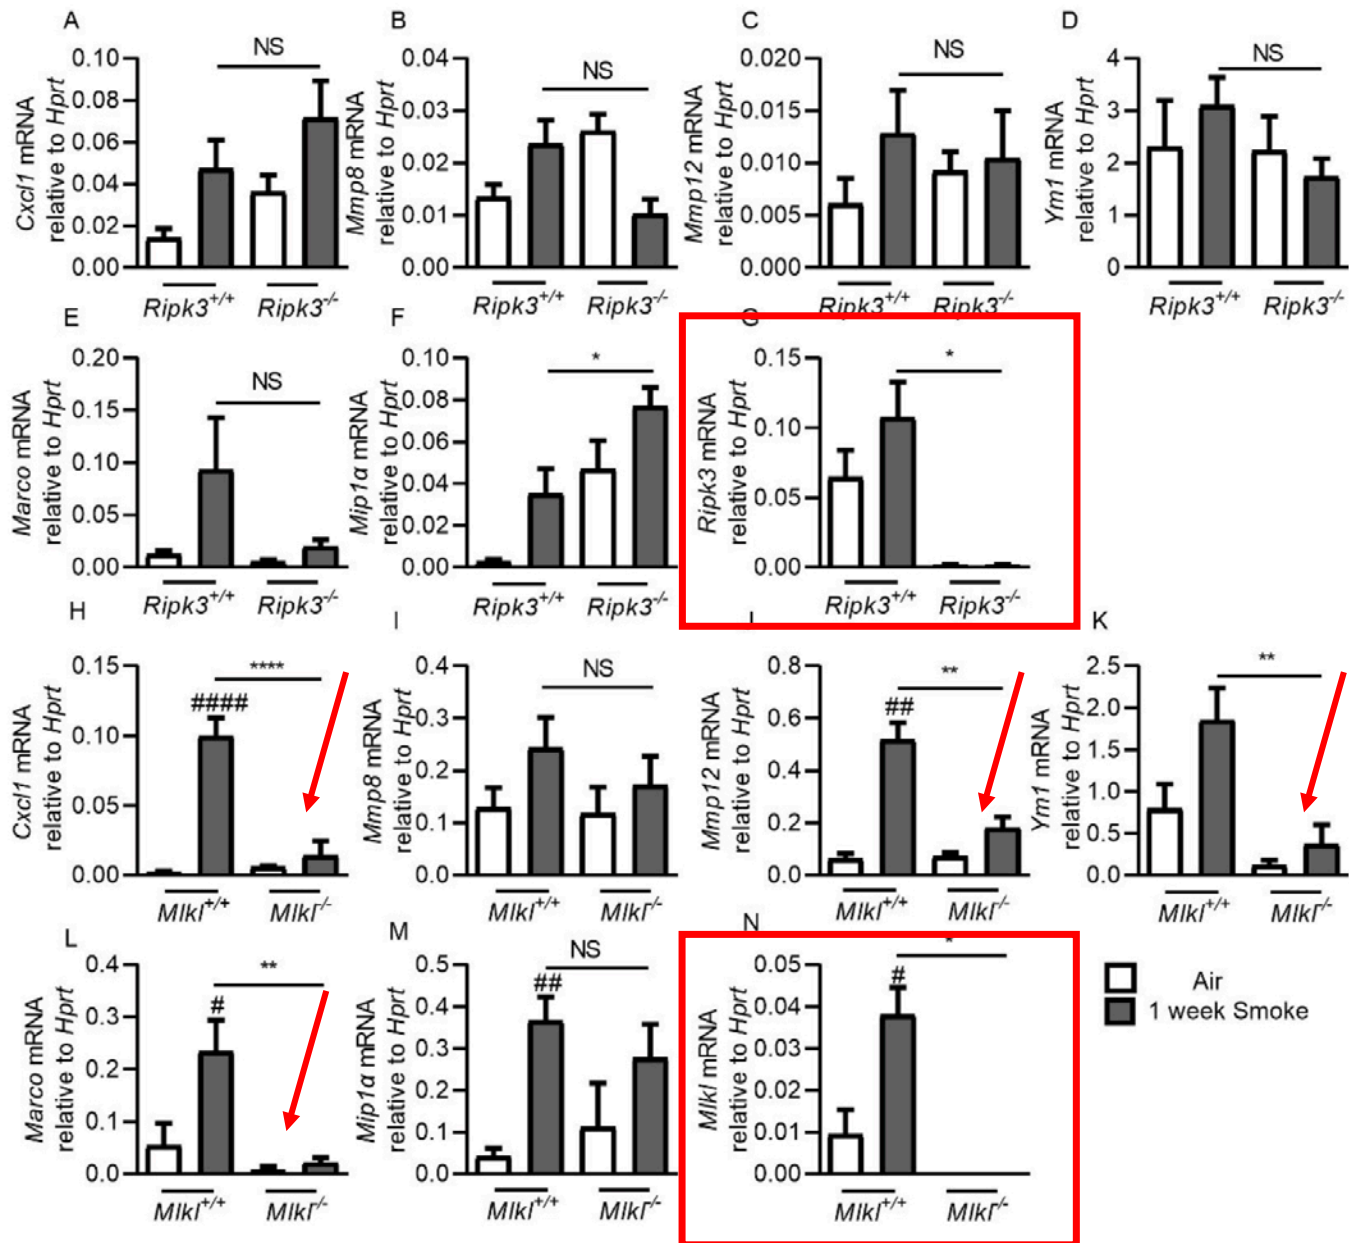 A
Cxcl1 mRNA
relative to Hprt
0.10
0.08
0.06
0.04
0.02
0.00
NS
Ripk3+/+
Ripk3-/-
B
Mmp8 mRNA
relative to Hprt
0.04
0.03
0.02
0.01
0.00
NS
Ripk3+/+
Ripk3-/-
C
Mmp12 mRNA
relative to Hprt
0.020
0.015
0.010
0.005
0.000
NS
Ripk3+/+
Ripk3-/-
D
Ym1 mRNA
relative to Hprt
4
3
2
1
0
NS
Ripk3+/+
Ripk3-/-
E
Marco mRNA
relative to Hprt
0.20
0.15
0.10
0.05
0.00
NS
Ripk3+/+
Ripk3-/-
F
Mip1α mRNA
relative to Hprt
0.10
0.08
0.06
0.04
0.02
0.00
*
Ripk3+/+
Ripk3-/-
G
Ripk3 mRNA
relative to Hprt
0.15
0.10
0.05
0.00
*
Ripk3+/+
Ripk3-/-
H
Cxcl1 mRNA
relative to Hprt
0.15
0.10
0.05
0.00
****
####
Mlkl+/+
Mlkl-/-
I
Mmp8 mRNA
relative to Hprt
0.4
0.3
0.2
0.1
0.0
NS
Mlkl+/+
Mlkl-/-
J
Mmp12 mRNA
relative to Hprt
0.8
0.6
0.4
0.2
0.0
**
##
Mlkl+/+
Mlkl-/-
K
Ym1 mRNA
relative to Hprt
2.5
2.0
1.5
1.0
0.5
0.0
**
Mlkl+/+
Mlkl-/-
L
Marco mRNA
relative to Hprt
0.4
0.3
0.2
0.1
0.0
**
#
Mlkl+/+
Mlkl-/-
M
Mip1α mRNA
relative to Hprt
0.5
0.4
0.3
0.2
0.1
0.0
NS
##
Mlkl+/+
Mlkl-/-
N
Mlkl mRNA
relative to Hprt
0.05
0.04
0.03
0.02
0.01
0.00
*
#
Mlkl+/+
Mlkl-/-
Air
1 week Smoke